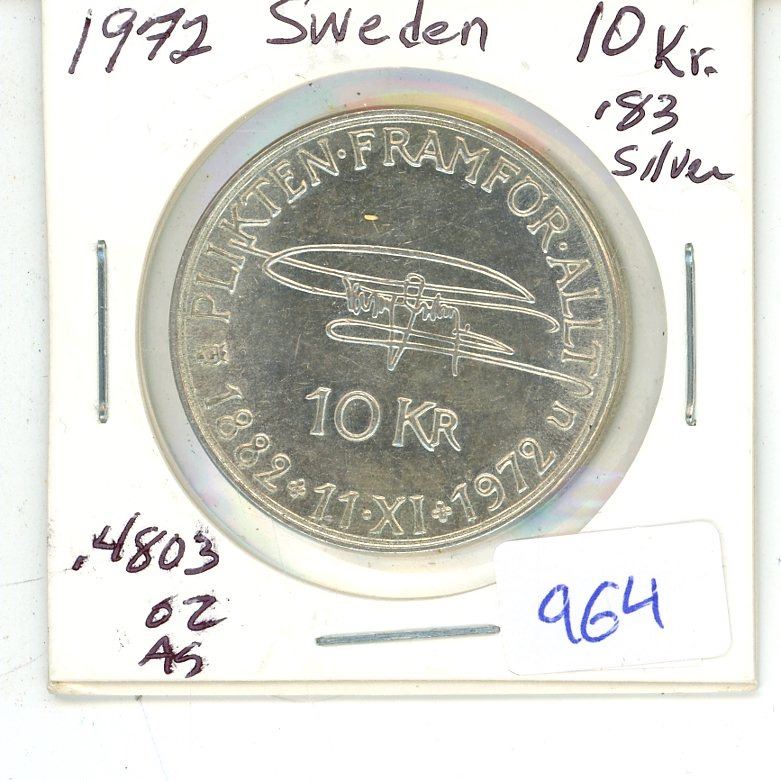 1972 Sweden 10 Kr.
.83
Silver
PLIKTEN·FRAMFÖR·ALLT
U
10 KR
1882 11·XI 1972
.4803
OZ
AG
964